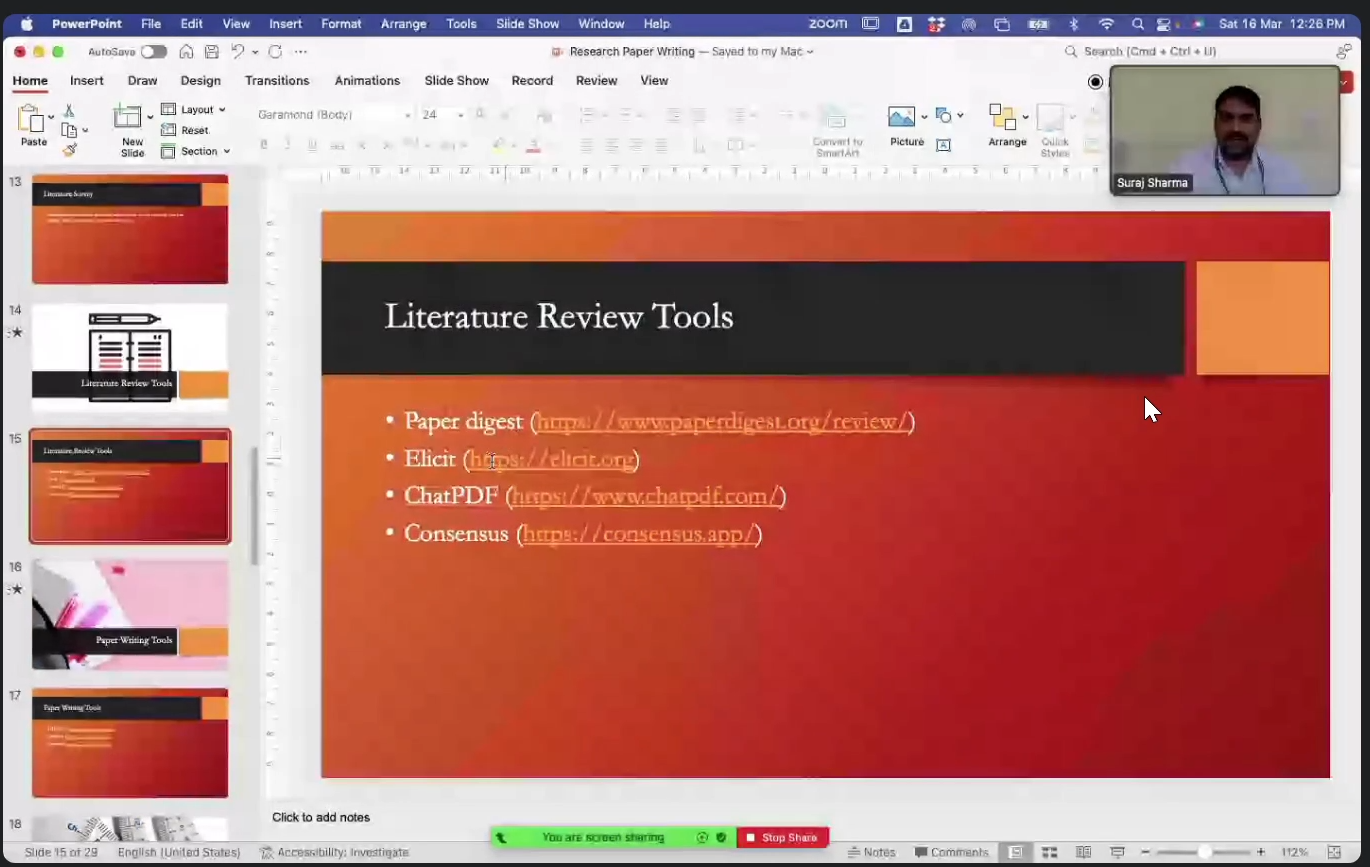 PowerPoint File Edit View Insert Format Arrange Tools Slide Show Window Help zoom Sat 16 Mar 12:26 PM
AutoSave Research Paper Writing — Saved to my Mac Search (Cmd + Ctrl + U)
Home Insert Draw Design Transitions Animations Slide Show Record Review View
Paste
New Slide
Layout
Reset
Section
Garamond (Body) 24
Convert to SmartArt
Picture
Arrange
Quick Styles
Suraj Sharma
13
Literature Survey
14
Literature Review Tools
15
Literature Review Tools
16
Paper Writing Tools
17
Paper Writing Tools
18
Literature Review Tools
• Paper digest (https://www.paperdigest.org/review/)
• Elicit (https://elicit.org)
• ChatPDF (https://www.chatpdf.com/)
• Consensus (https://consensus.app/)
Click to add notes
You are screen sharing Stop Share
Slide 15 of 29 English (United States) Accessibility: Investigate Notes Comments 112%